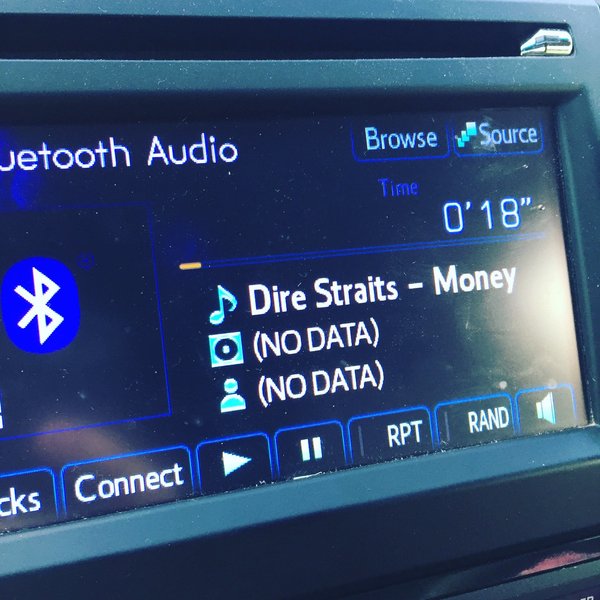 uetooth Audio
Browse
Source
Time
0'18"
Dire Straits - Money
(NO DATA)
(NO DATA)
cks
Connect
RPT
RAND